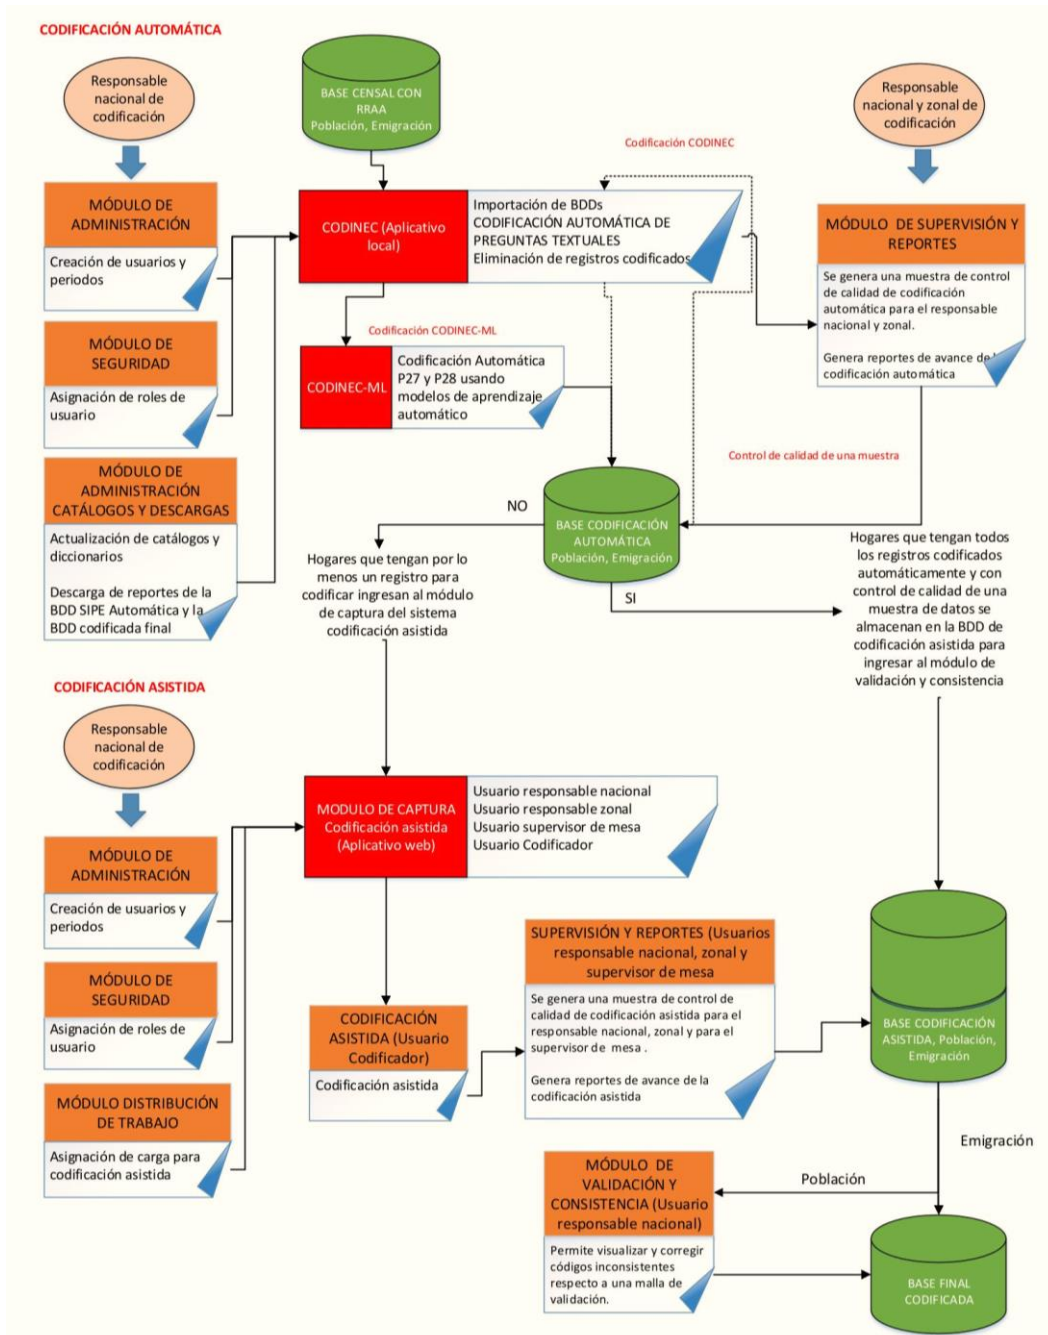 CODIFICACIÓN AUTOMÁTICA
Responsable
nacional de
codificación
BASE CENSAL CON
RRAA
Población, Emigración
Responsable
nacional y zonal de
codificación
Codificación CODINEC
MÓDULO DE
ADMINISTRACIÓN
Creación de usuarios y
periodos
CODINEC (Aplicativo
local)
Importación de BDDs
CODIFICACIÓN AUTOMÁTICA DE
PREGUNTAS TEXTUALES
Eliminación de registros codificados
MÓDULO DE SUPERVISIÓN Y
REPORTES
Se genera una muestra de control
de calidad de codificación
automática para el responsable
nacional y zonal.
Genera reportes de avance de la
codificación automática
MÓDULO DE
SEGURIDAD
Asignación de roles de
usuario
Codificación CODINEC-ML
CODINEC-ML
Codificación Automática
P27 y P28 usando
modelos de aprendizaje
automático
MÓDULO DE
ADMINISTRACIÓN
CATÁLOGOS Y DESCARGAS
Actualización de catálogos y
diccionarios
Descarga de reportes de la
BDD SIPE Automática y la
BDD codificada final
Control de calidad de una muestra
NO
BASE CODIFICACIÓN
AUTOMÁTICA
Población, Emigración
SI
Hogares que tengan por lo
menos un registro para
codificar ingresan al módulo
de captura del sistema
codificación asistida
Hogares que tengan todos
los registros codificados
automáticamente y con
control de calidad de una
muestra de datos se
almacenan en la BDD de
codificación asistida para
ingresar al módulo de
validación y consistencia
CODIFICACIÓN ASISTIDA
Responsable
nacional de
codificación
MODULO DE CAPTURA
Codificación asistida
(Aplicativo web)
Usuario responsable nacional
Usuario responsable zonal
Usuario supervisor de mesa
Usuario Codificador
MÓDULO DE
ADMINISTRACIÓN
Creación de usuarios y
periodos
MÓDULO DE
SEGURIDAD
Asignación de roles de
usuario
MÓDULO DISTRIBUCIÓN
DE TRABAJO
Asignación de carga para
codificación asistida
CODIFICACIÓN
ASISTIDA (Usuario
Codificador)
Codificación asistida
SUPERVISIÓN Y REPORTES (Usuarios
responsable nacional, zonal y
supervisor de mesa
Se genera una muestra de control de
calidad de codificación asistida para el
responsable nacional, zonal y para el
supervisor de mesa .
Genera reportes de avance de la
codificación asistida
BASE CODIFICACIÓN
ASISTIDA, Población,
Emigración
Emigración
Población
MÓDULO DE
VALIDACIÓN Y
CONSISTENCIA (Usuario
responsable nacional)
Permite visualizar y corregir
códigos inconsistentes
respecto a una malla de
validación.
BASE FINAL
CODIFICADA